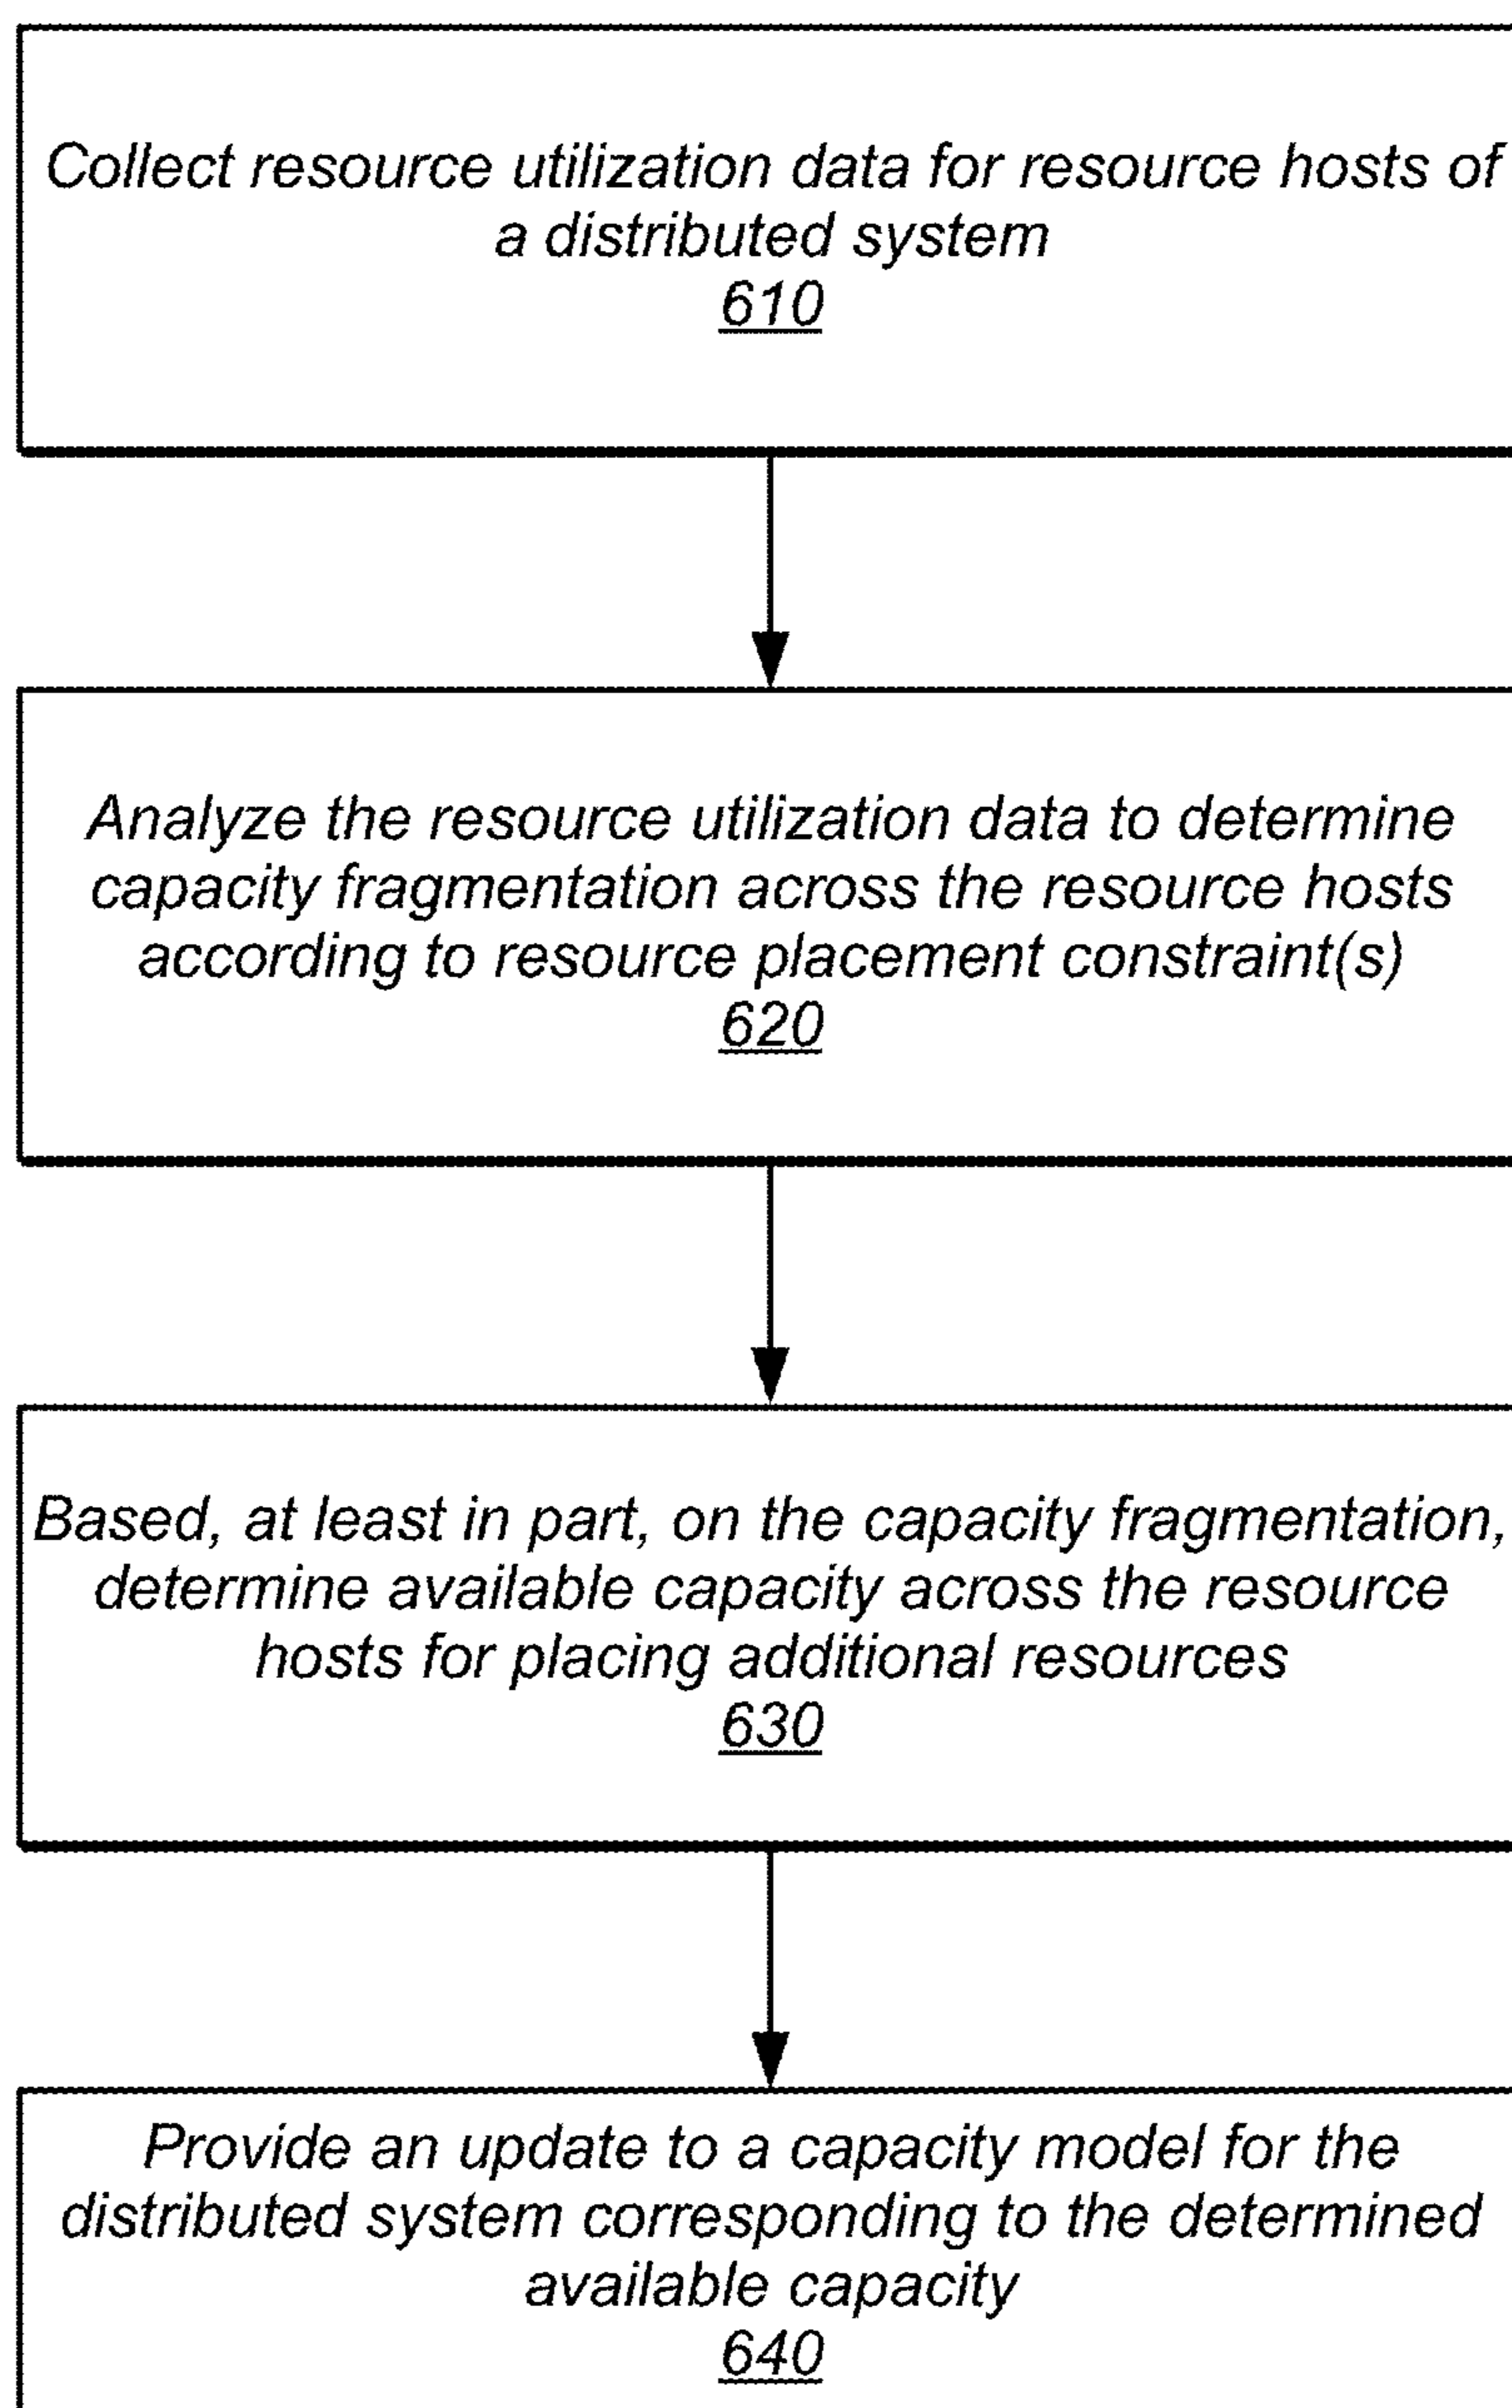 Collect resource utilization data for resource hosts of
a distributed system
610
Analyze the resource utilization data to determine
capacity fragmentation across the resource hosts
according to resource placement constraint(s)
620
Based, at least in part, on the capacity fragmentation,
determine available capacity across the resource
hosts for placing additional resources
630
Provide an update to a capacity model for the
distributed system corresponding to the determined
available capacity
640